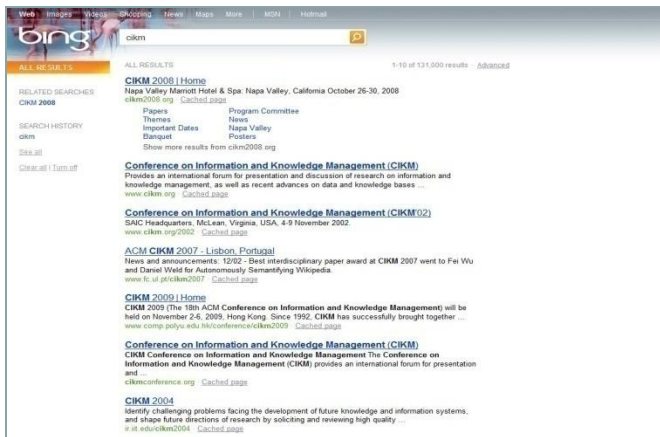 Web Images Videos Shopping News Maps More | MSN | Hotmail
bing
cikm
ALL RESULTS
RELATED SEARCHES
CIKM 2008
SEARCH HISTORY
cikm
See all
Clear all | Turn off
ALL RESULTS
1-10 of 131,000 results · Advanced
CIKM 2008 | Home
Napa Valley Marriott Hotel & Spa: Napa Valley, California October 26-30, 2008
cikm2008.org · Cached page
Papers Program Committee
Themes News
Important Dates Napa Valley
Banquet Posters
Show more results from cikm2008.org
Conference on Information and Knowledge Management (CIKM)
Provides an international forum for presentation and discussion of research on information and
knowledge management, as well as recent advances on data and knowledge bases ...
www.cikm.org · Cached page
Conference on Information and Knowledge Management (CIKM'02)
SAIC Headquarters, McLean, Virginia, USA, 4-9 November 2002.
www.cikm.org/2002 · Cached page
ACM CIKM 2007 - Lisbon, Portugal
News and announcements: 12/02 - Best interdisciplinary paper award at CIKM 2007 went to Fei Wu
and Daniel Weld for Autonomously Semantifying Wikipedia.
www.fc.ul.pt/cikm2007 · Cached page
CIKM 2009 | Home
CIKM 2009 (The 18th ACM Conference on Information and Knowledge Management) will be
held on November 2-6, 2009, Hong Kong. Since 1992, CIKM has successfully brought together ...
www.comp.polyu.edu.hk/conference/cikm2009 · Cached page
Conference on Information and Knowledge Management (CIKM)
CIKM Conference on Information and Knowledge Management The Conference on
Information and Knowledge Management (CIKM) provides an international forum for presentation
and ...
cikmconference.org · Cached page
CIKM 2004
Identify challenging problems facing the development of future knowledge and information systems,
and shape future directions of research by soliciting and reviewing high quality ...
ir.iit.edu/cikm2004 · Cached page